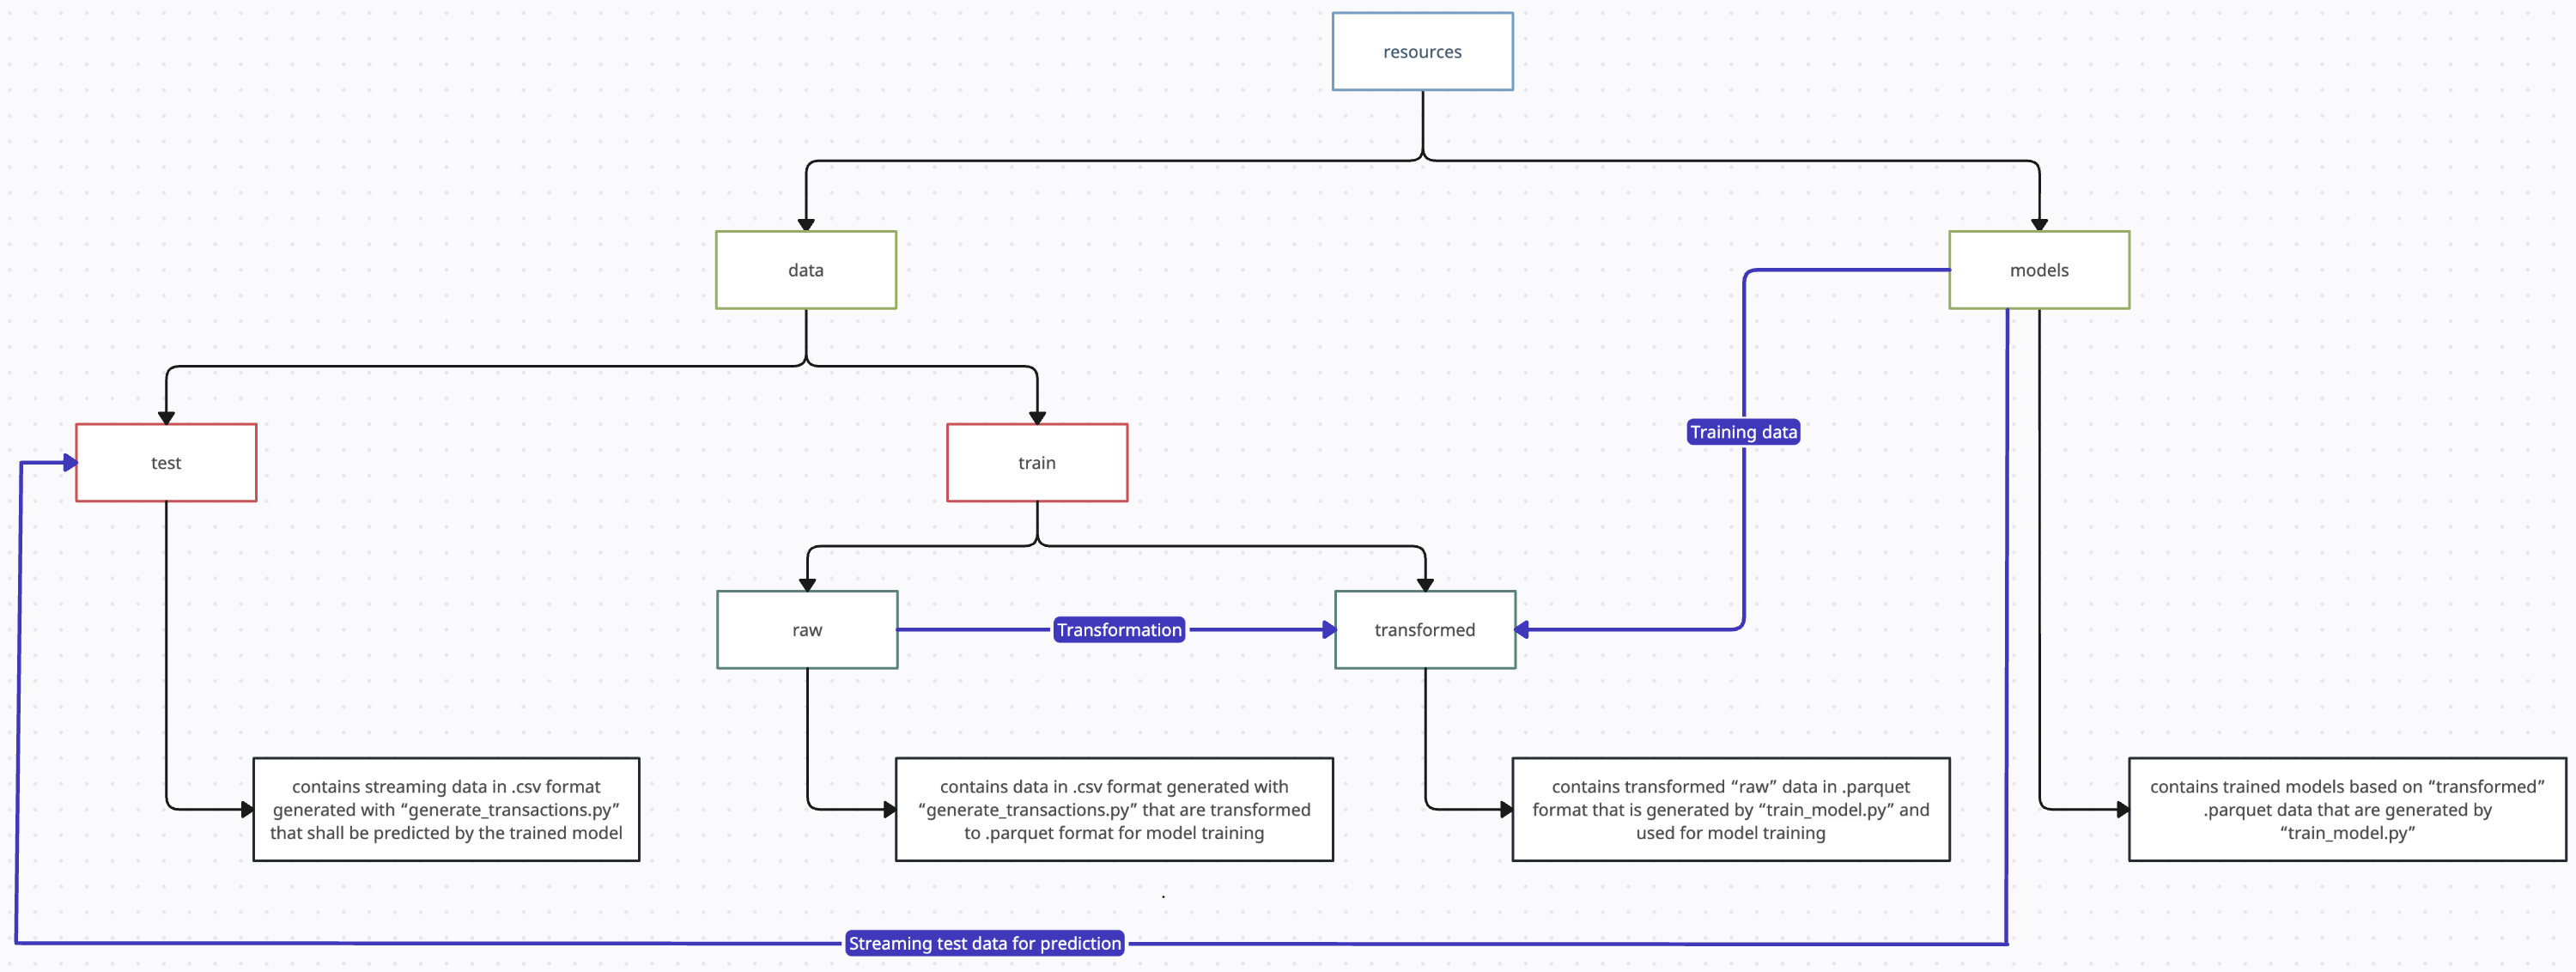 resources
data
models
Training data
test
train
raw
Transformation
transformed
contains streaming data in .csv format
generated with “generate_transactions.py”
that shall be predicted by the trained model
contains data in .csv format generated with
“generate_transactions.py” that are transformed
to .parquet format for model training
contains transformed “raw” data in .parquet
format that is generated by “train_model.py” and
used for model training
contains trained models based on “transformed”
.parquet data that are generated by
“train_model.py”
.
Streaming test data for prediction